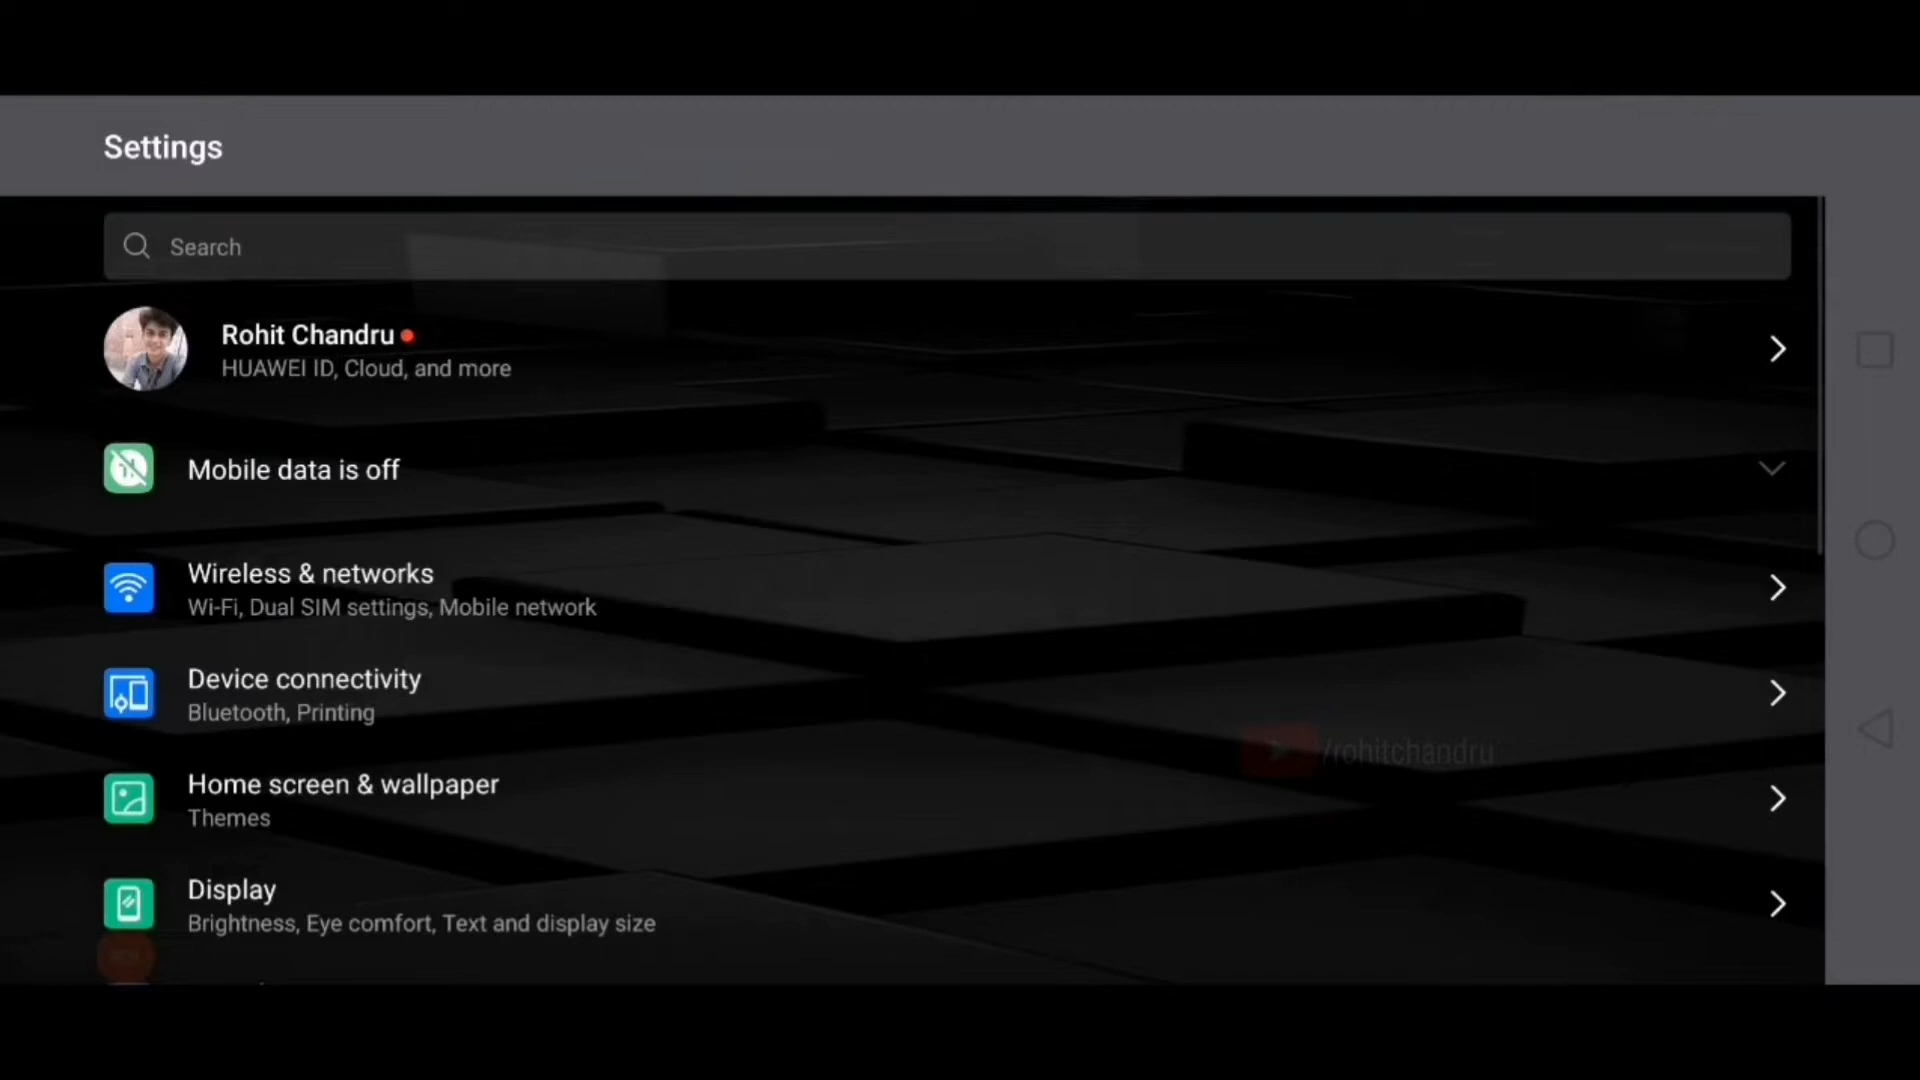 Settings
Search
Rohit Chandru
HUAWEI ID, Cloud, and more
Mobile data is off
Wireless & networks
Wi-Fi, Dual SIM settings, Mobile network
Device connectivity
Bluetooth, Printing
/rohitchandru
Home screen & wallpaper
Themes
Display
Brightness, Eye comfort, Text and display size